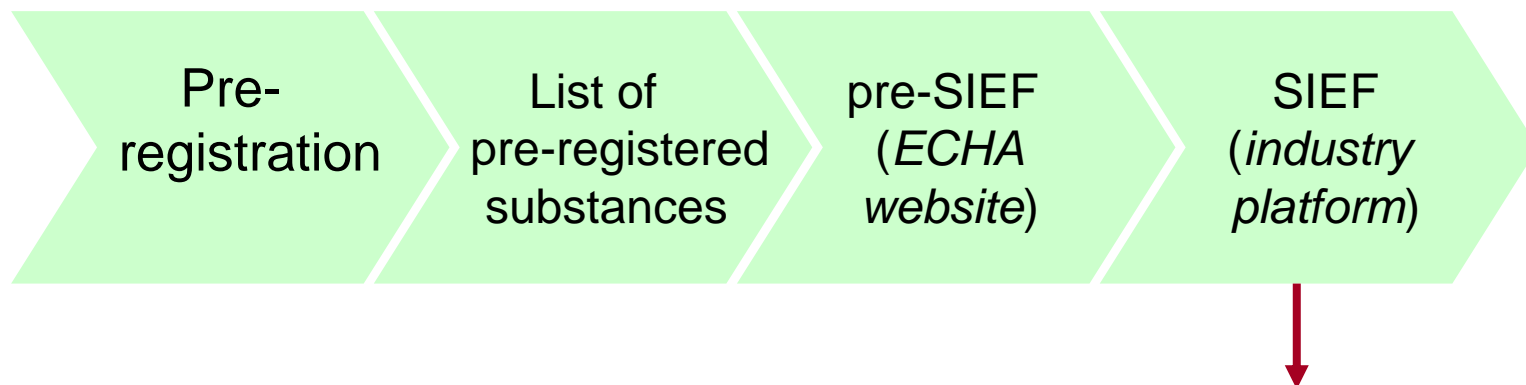 Pre-
registration
List of
pre-registered
substances
pre-SIEF
(ECHA
website)
SIEF
(industry
platform)